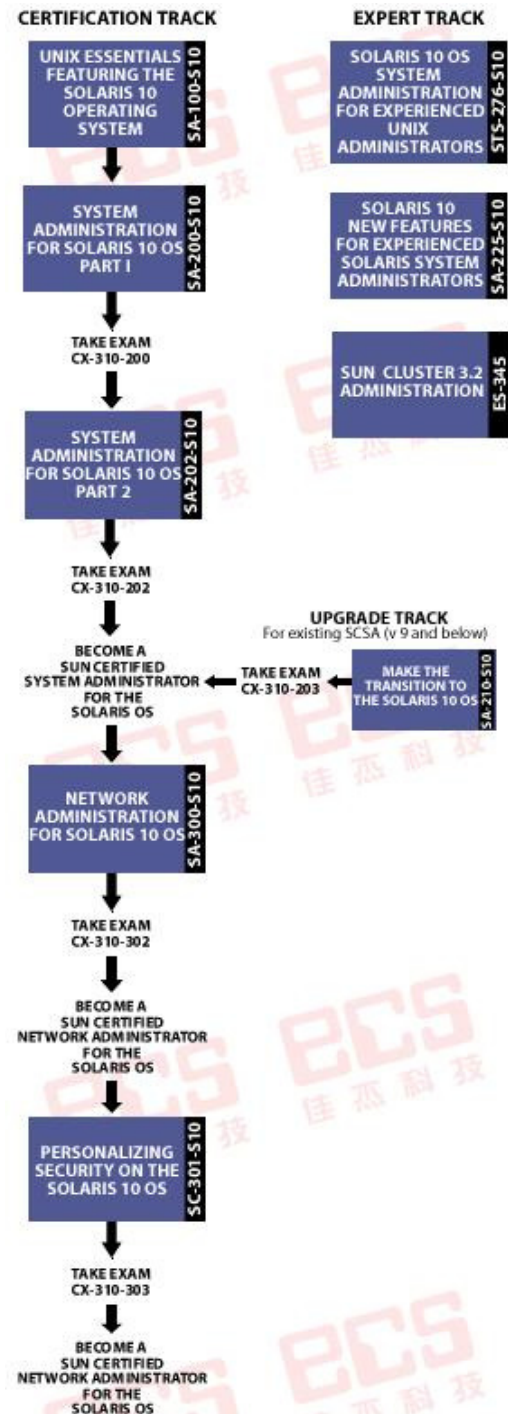 CERTIFICATION TRACK
UNIX ESSENTIALS
FEATURING THE
SOLARIS 10
OPERATING
SYSTEM
SA-100-S10
SYSTEM
ADMINISTRATION
FOR SOLARIS 10 OS
PART I
SA-200-S10
TAKE EXAM
CX-310-200
SYSTEM
ADMINISTRATION
FOR SOLARIS 10 OS
PART 2
SA-202-S10
TAKE EXAM
CX-310-202
BECOME A
SUN CERTIFIED
SYSTEM ADMINISTRATOR
FOR THE
SOLARIS OS
NETWORK
ADMINISTRATION
FOR SOLARIS 10 OS
SA-300-S10
TAKE EXAM
CX-310-302
BECOME A
SUN CERTIFIED
NETWORK ADMINISTRATOR
FOR THE
SOLARIS OS
PERSONALIZING
SECURITY ON THE
SOLARIS 10 OS
SC-301-S10
TAKE EXAM
CX-310-303
BECOME A
SUN CERTIFIED
NETWORK ADMINISTRATOR
FOR THE
SOLARIS OS
EXPERT TRACK
SOLARIS 10 OS
SYSTEM
ADMINISTRATION
FOR EXPERIENCED
UNIX
ADMINISTRATORS
STS-276-S10
SOLARIS 10
NEW FEATURES
FOR EXPERIENCED
SOLARIS SYSTEM
ADMINISTRATORS
SA-225-S10
SUN CLUSTER 3.2
ADMINISTRATION
ES-345
UPGRADE TRACK
For existing SCSA (v 9 and below)
MAKE THE
TRANSITION TO
THE SOLARIS 10 OS
SA-210-S10
TAKE EXAM
CX-310-203
ecs
佳杰科技